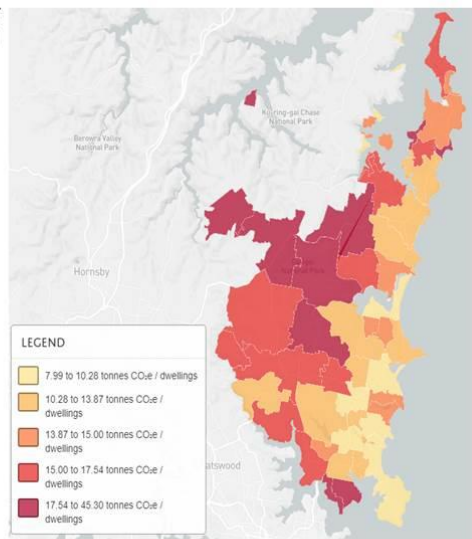 Berowra Valley
National Park
Ku-ring-gai Chase
National Park
Hornsby
National Park
LEGEND
7.99 to 10.28 tonnes CO₂e / dwellings
10.28 to 13.87 tonnes CO₂e /
dwellings
13.87 to 15.00 tonnes CO₂e /
dwellings
15.00 to 17.54 tonnes CO₂e /
dwellings
17.54 to 45.30 tonnes CO₂e /
dwellings
atswood